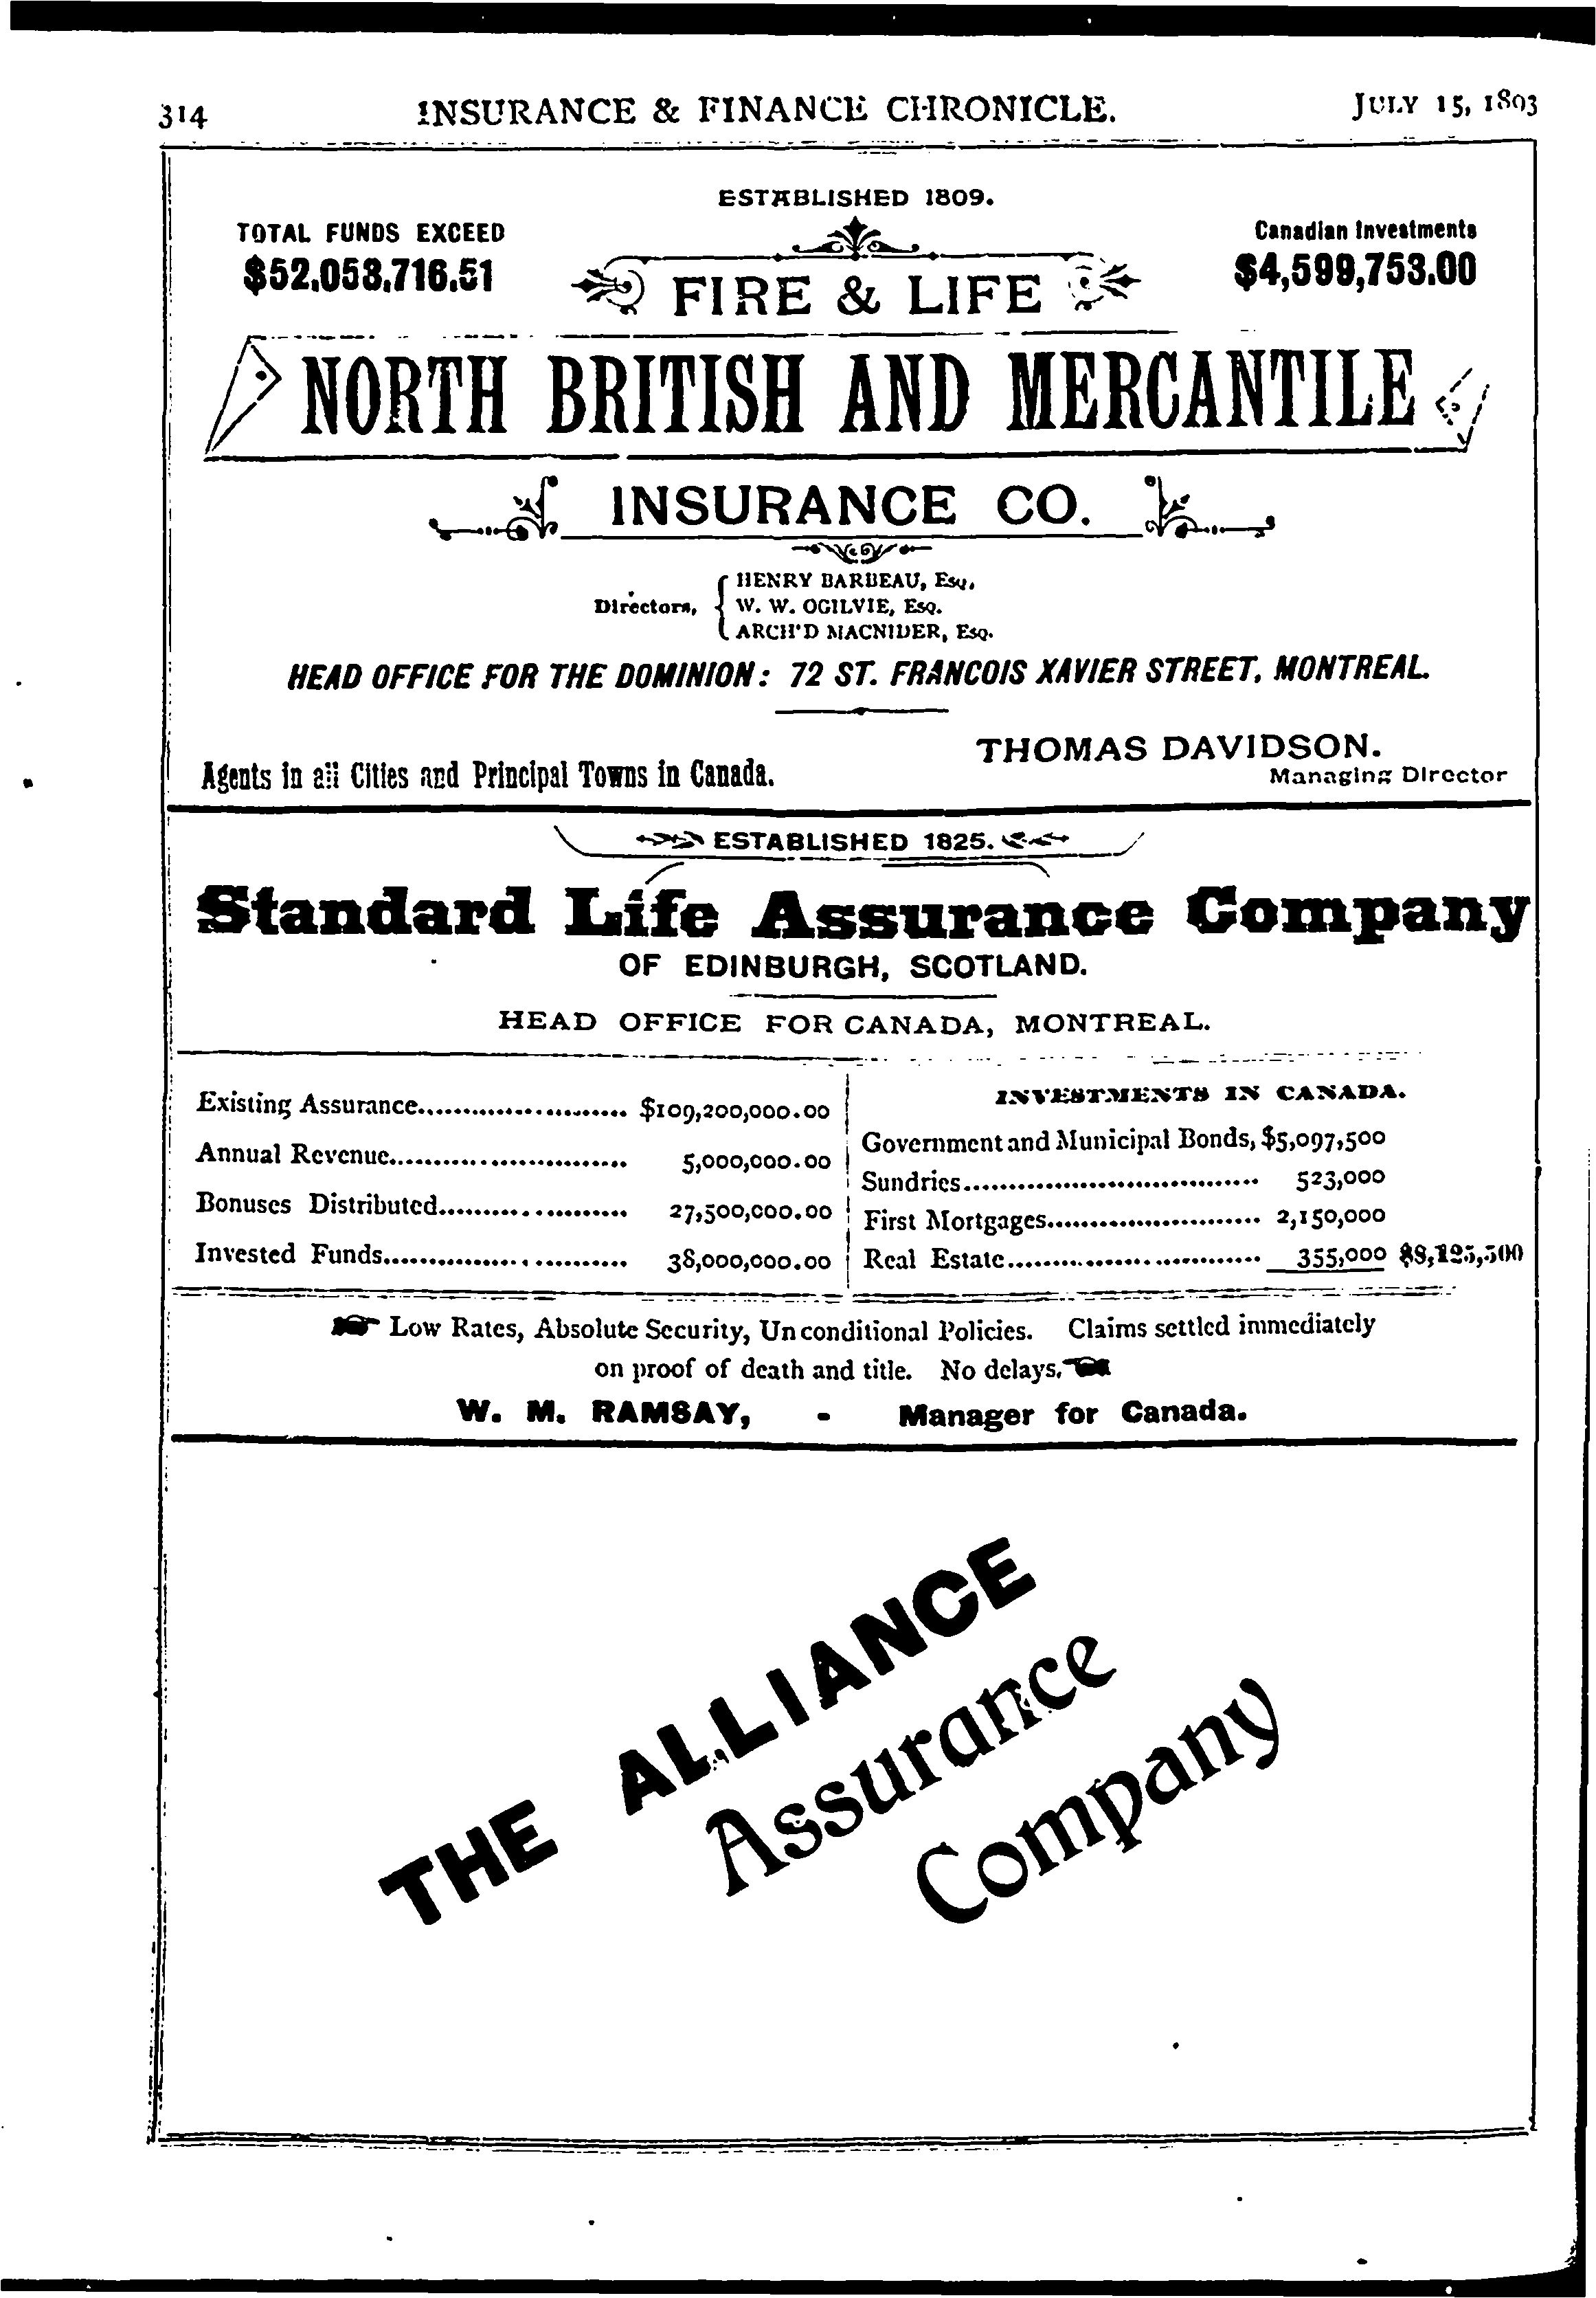 314 INSURANCE & FINANCE CHRONICLE. JULY 15, 1893
ESTABLISHED 1809.
TOTAL FUNDS EXCEED
$52,053,716.51
Canadian Investments
$4,599,753.00
FIRE & LIFE
NORTH BRITISH AND MERCANTILE
INSURANCE CO.
Directors,
HENRY BARBEAU, Esq.
W. W. OGILVIE, Esq.
ARCH'D MACNIDER, Esq.
HEAD OFFICE FOR THE DOMINION: 72 ST. FRANCOIS XAVIER STREET, MONTREAL.
Agents in all Cities and Principal Towns in Canada.
THOMAS DAVIDSON.
Managing Director
ESTABLISHED 1825.
Standard Life Assurance Company
OF EDINBURGH, SCOTLAND.
HEAD OFFICE FOR CANADA, MONTREAL.
Existing Assurance........................ $109,200,000.00
Annual Revenue........................... 5,000,000.00
Bonuses Distributed..................... 27,500,000.00
Invested Funds........................... 38,000,000.00
INVESTMENTS IN CANADA.
Government and Municipal Bonds, $5,097,500
Sundries................................. 523,000
First Mortgages........................ 2,150,000
Real Estate............................ 355,000 $8,125,500
Low Rates, Absolute Security, Unconditional Policies. Claims settled immediately
on proof of death and title. No delays.
W. M. RAMSAY, - Manager for Canada.
THE ALLIANCE
Assurance
Company